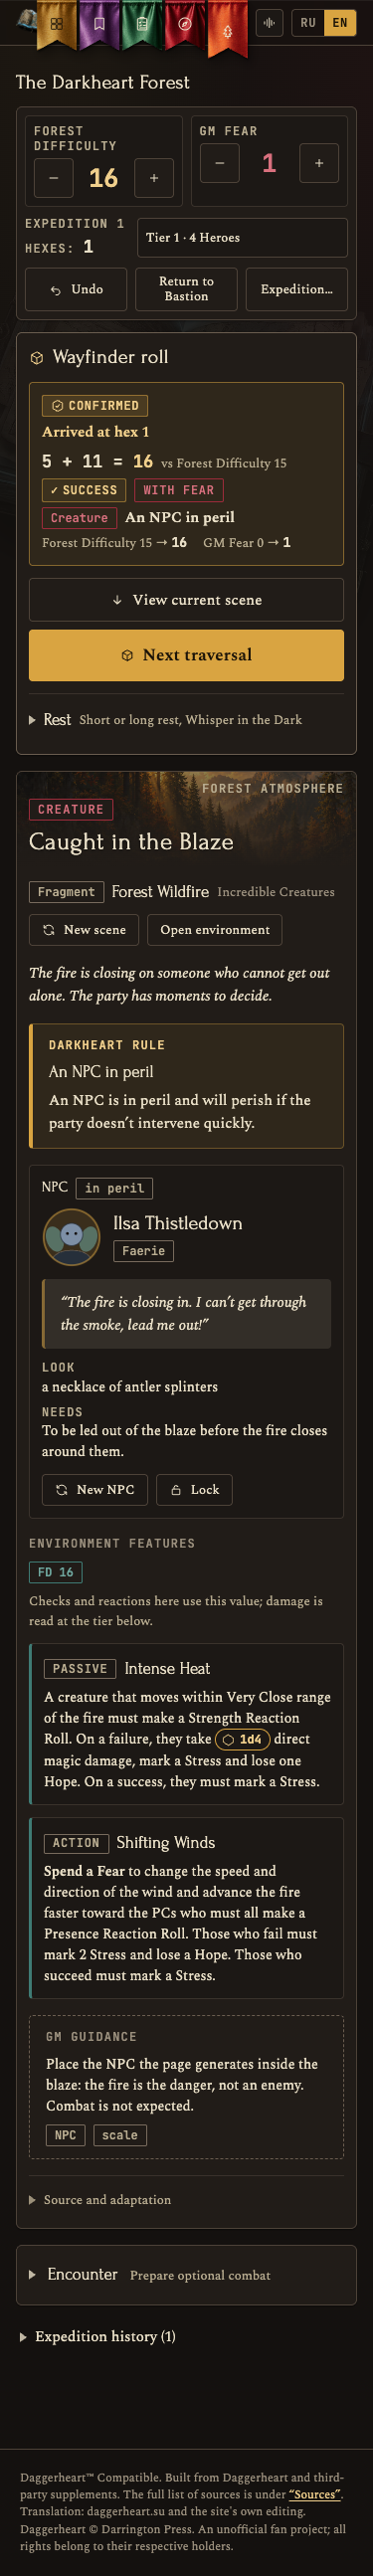 RU
EN
The Darkheart Forest
FOREST
DIFFICULTY
−
16
+
GM FEAR
−
1
+
EXPEDITION 1
HEXES: 1
Tier 1 · 4 Heroes
Undo
Return to
Bastion
Expedition…
Wayfinder roll
CONFIRMED
Arrived at hex 1
5 + 11 = 16 vs Forest Difficulty 15
✓ SUCCESS
WITH FEAR
Creature An NPC in peril
Forest Difficulty 15 → 16 GM Fear 0 → 1
View current scene
Next traversal
Rest Short or long rest, Whisper in the Dark
FOREST ATMOSPHERE
CREATURE
Caught in the Blaze
Fragment Forest Wildfire Incredible Creatures
New scene
Open environment
The fire is closing on someone who cannot get out
alone. The party has moments to decide.
DARKHEART RULE
An NPC in peril
An NPC is in peril and will perish if the
party doesn’t intervene quickly.
NPC in peril
Ilsa Thistledown
Faerie
“The fire is closing in. I can’t get through
the smoke, lead me out!”
LOOK
a necklace of antler splinters
NEEDS
To be led out of the blaze before the fire closes
around them.
New NPC
Lock
ENVIRONMENT FEATURES
FD 16
Checks and reactions here use this value; damage is
read at the tier below.
PASSIVE Intense Heat
A creature that moves within Very Close range
of the fire must make a Strength Reaction
Roll. On a failure, they take 1d4 direct
magic damage, mark a Stress and lose one
Hope. On a success, they must mark a Stress.
ACTION Shifting Winds
Spend a Fear to change the speed and
direction of the wind and advance the fire
faster toward the PCs who must all make a
Presence Reaction Roll. Those who fail must
mark 2 Stress and lose a Hope. Those who
succeed must mark a Stress.
GM GUIDANCE
Place the NPC the page generates inside the
blaze: the fire is the danger, not an enemy.
Combat is not expected.
NPC
scale
Source and adaptation
Encounter Prepare optional combat
Expedition history (1)
Daggerheart™ Compatible. Built from Daggerheart and third-
party supplements. The full list of sources is under “Sources”.
Translation: daggerheart.su and the site’s own editing.
Daggerheart © Darrington Press. An unofficial fan project; all
rights belong to their respective holders.